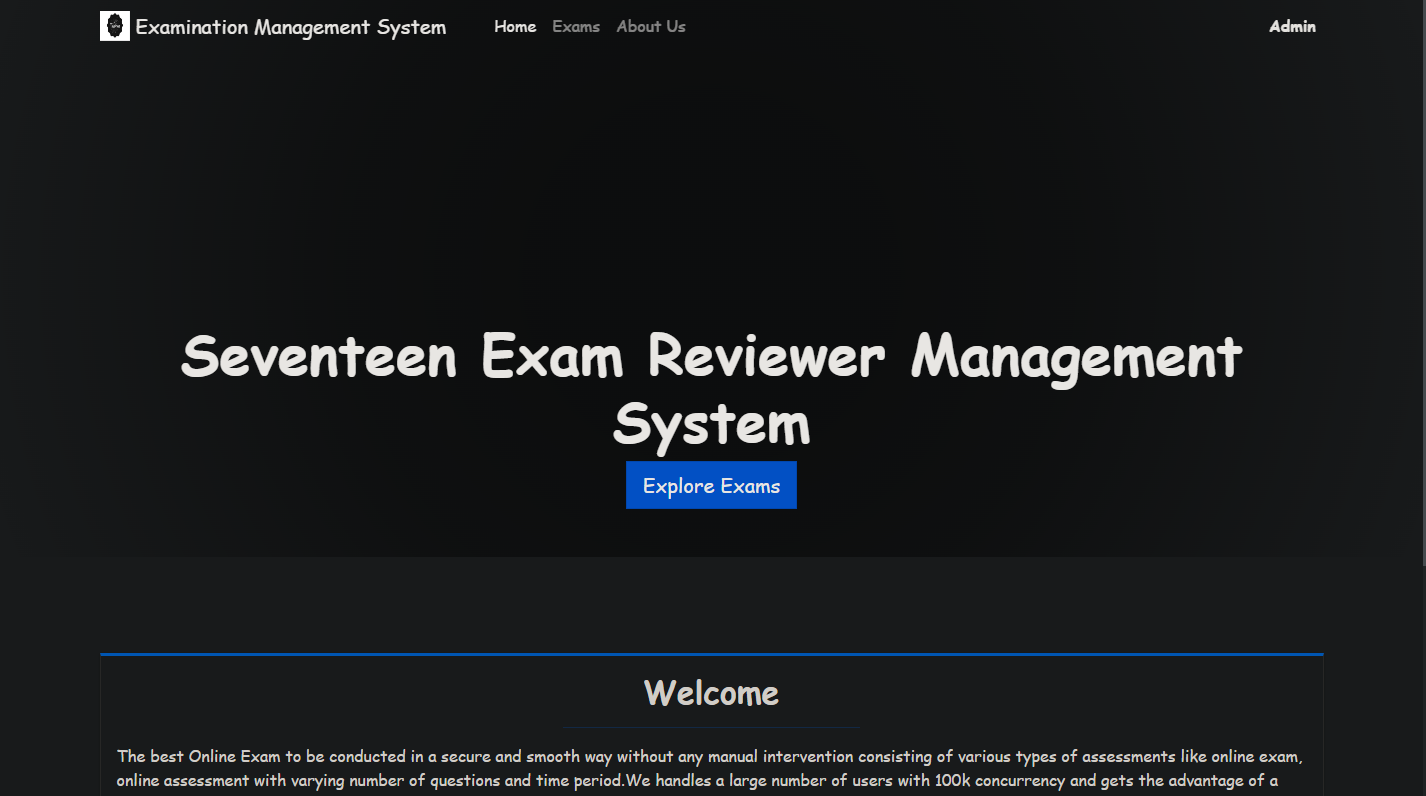 Examination Management System Home Exams About Us Admin
Seventeen Exam Reviewer Management
System
Explore Exams
Welcome
The best Online Exam to be conducted in a secure and smooth way without any manual intervention consisting of various types of assessments like online exam,
online assessment with varying number of questions and time period.We handles a large number of users with 100k concurrency and gets the advantage of a